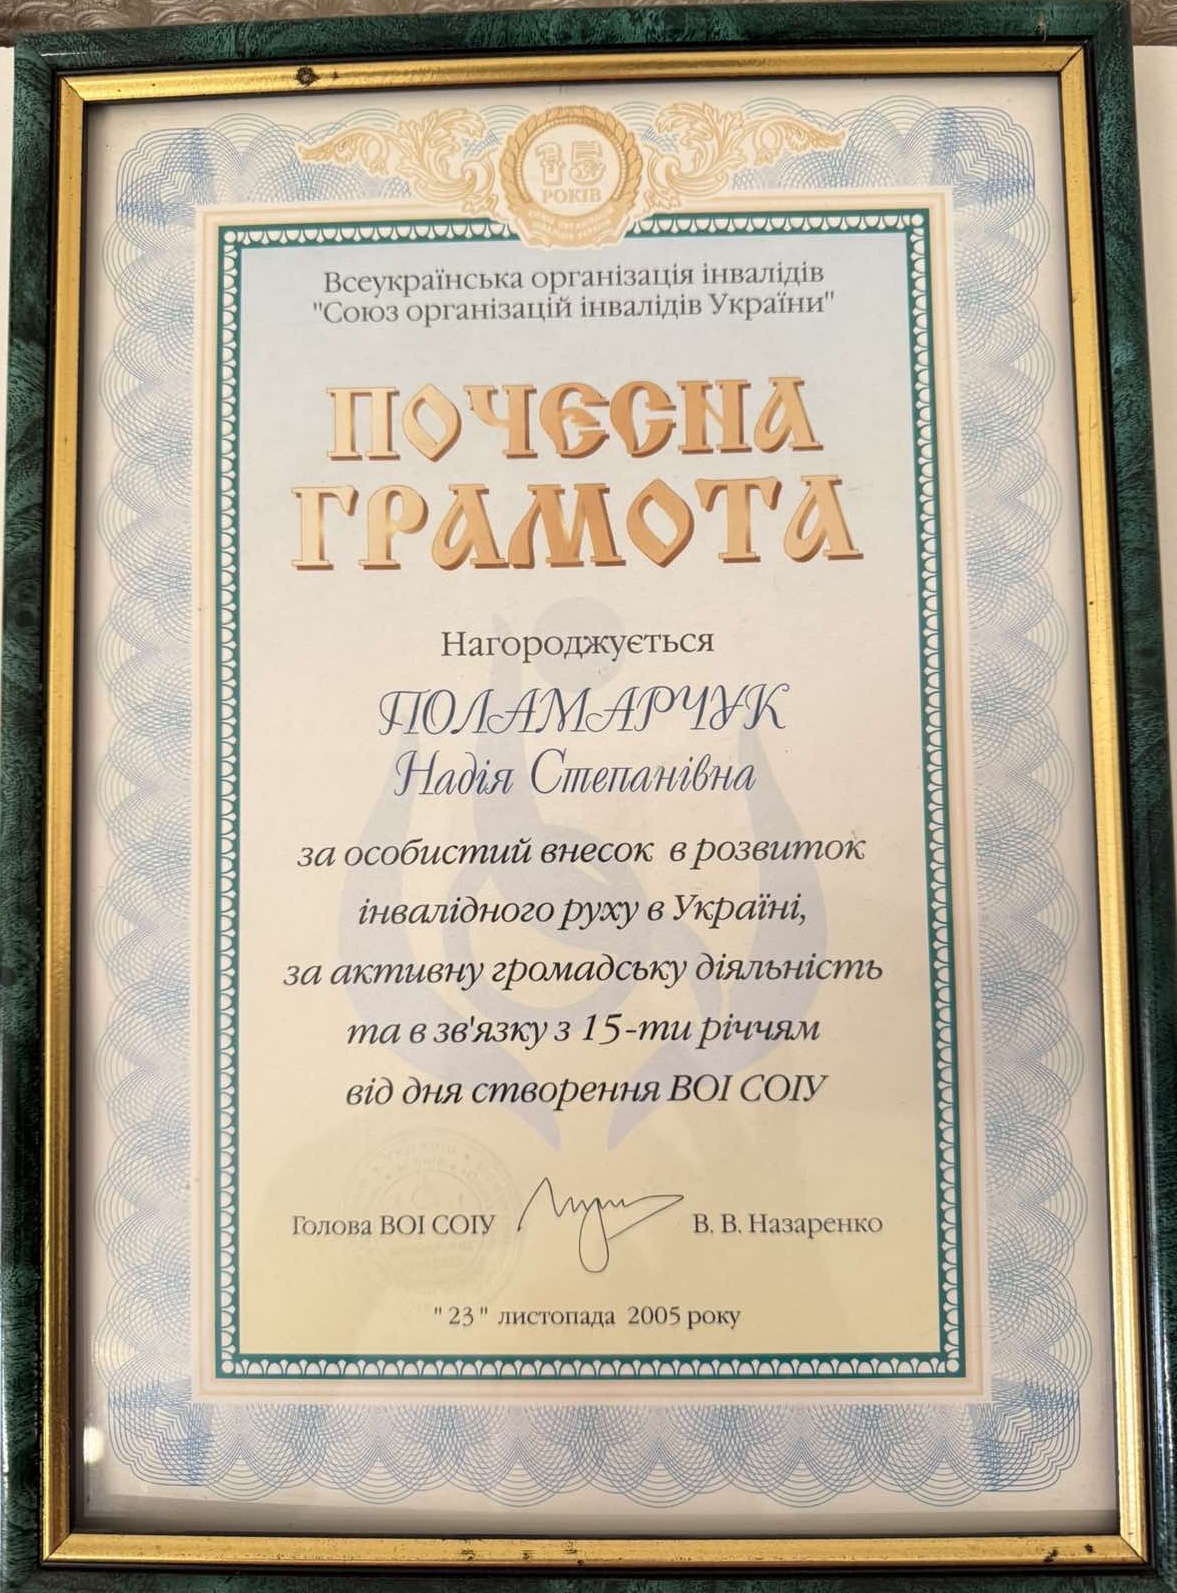 15
РОКІВ
Всеукраїнська організація інвалідів
"Союз організацій інвалідів України"
ПОЧЕСНА
ГРАМОТА
Нагороджується
ПОЛАМАРЧУК
Надія Степанівна
за особистий внесок в розвиток
інвалідного руху в Україні,
за активну громадську діяльність
та в зв'язку з 15-ти річчям
від дня створення ВОІ СОІУ
Голова ВОІ СОІУ В. В. Назаренко
"23" листопада 2005 року